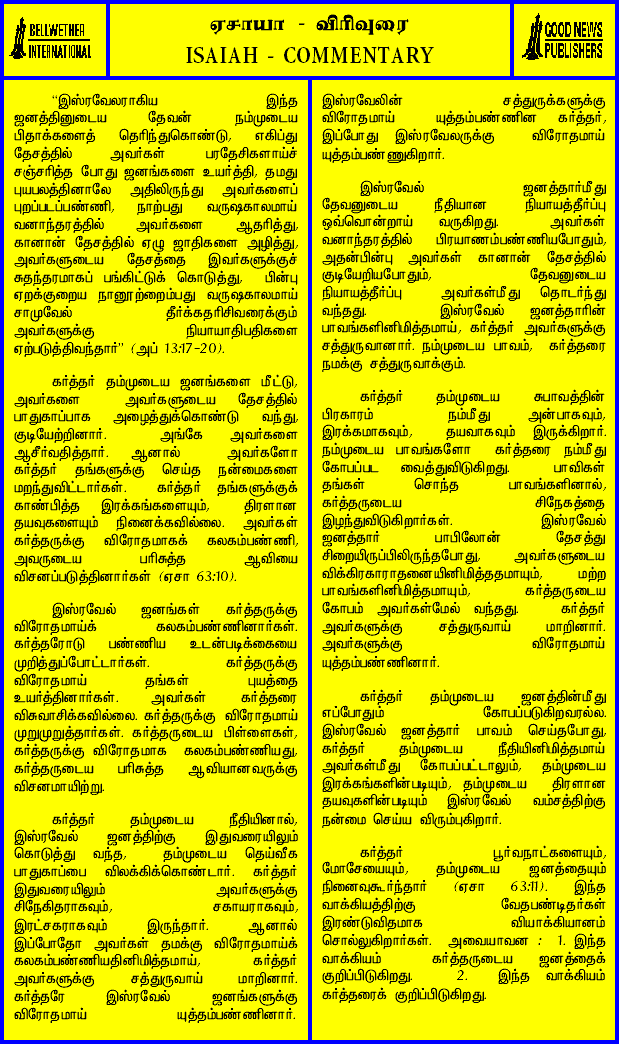 BELLWETHER
INTERNATIONAL
ஏசாயா - விரிவுரை
ISAIAH - COMMENTARY
GOOD NEWS
PUBLISHERS
“இஸ்ரவேலராகிய இந்த
ஜனத்தினுடைய தேவன் நம்முடைய
பிதாக்களைத் தெரிந்துகொண்டு, எகிப்து
தேசத்தில் அவர்கள் பரதேசிகளாய்ச்
சஞ்சரித்த போது ஜனங்களை உயர்த்தி, தமது
புயபலத்தினாலே அதிலிருந்து அவர்களைப்
புறப்படப்பண்ணி, நாற்பது வருஷகாலமாய்
வனாந்தரத்தில் அவர்களை ஆதரித்து,
கானான் தேசத்தில் ஏழு ஜாதிகளை அழித்து,
அவர்களுடைய தேசத்தை இவர்களுக்குச்
சுதந்தரமாகப் பங்கிட்டுக் கொடுத்து, பின்பு
ஏறக்குறைய நானூற்றைம்பது வருஷகாலமாய்
சாமுவேல் தீர்க்கதரிசிவரைக்கும்
அவர்களுக்கு நியாயாதிபதிகளை
ஏற்படுத்திவந்தார்” (அப் 13:17-20).
கர்த்தர் தம்முடைய ஜனங்களை மீட்டு,
அவர்களை அவர்களுடைய தேசத்தில்
பாதுகாப்பாக அழைத்துக்கொண்டு வந்து,
குடியேற்றினார். அங்கே அவர்களை
ஆசீர்வதித்தார். ஆனால் அவர்களோ
கர்த்தர் தங்களுக்கு செய்த நன்மைகளை
மறந்துவிட்டார்கள். கர்த்தர் தங்களுக்குக்
காண்பித்த இரக்கங்களையும், திரளான
தயவுகளையும் நினைக்கவில்லை. அவர்கள்
கர்த்தருக்கு விரோதமாகக் கலகம்பண்ணி,
அவருடைய பரிசுத்த ஆவியை
விசனப்படுத்தினார்கள் (ஏசா 63:10).
இஸ்ரவேல் ஜனங்கள் கர்த்தருக்கு
விரோதமாய்க் கலகம்பண்ணினார்கள்.
கர்த்தரோடு பண்ணிய உடன்படிக்கையை
முறித்துப்போட்டார்கள். கர்த்தருக்கு
விரோதமாய் தங்கள் புயத்தை
உயர்த்தினார்கள். அவர்கள் கர்த்தரை
விசுவாசிக்கவில்லை. கர்த்தருக்கு விரோதமாய்
முறுமுறுத்தார்கள். கர்த்தருடைய பிள்ளைகள்,
கர்த்தருக்கு விரோதமாக கலகம்பண்ணியது,
கர்த்தருடைய பரிசுத்த ஆவியானவருக்கு
விசனமாயிற்று.
கர்த்தர் தம்முடைய நீதியினால்,
இஸ்ரவேல் ஜனத்திற்கு இதுவரையிலும்
கொடுத்து வந்த, தம்முடைய தெய்வீக
பாதுகாப்பை விலக்கிக்கொண்டார். கர்த்தர்
இதுவரையிலும் அவர்களுக்கு
சிநேகிதராகவும், சகாயராகவும்,
இரட்சகராகவும் இருந்தார். ஆனால்
இப்போதோ அவர்கள் தமக்கு விரோதமாய்க்
கலகம்பண்ணியதினிமித்தமாய், கர்த்தர்
அவர்களுக்கு சத்துருவாய் மாறினார்.
கர்த்தரே இஸ்ரவேல் ஜனங்களுக்கு
விரோதமாய் யுத்தம்பண்ணினார்.
இஸ்ரவேலின் சத்துருக்களுக்கு
விரோதமாய் யுத்தம்பண்ணின கர்த்தர்,
இப்போது இஸ்ரவேலருக்கு விரோதமாய்
யுத்தம்பண்ணுகிறார்.
இஸ்ரவேல் ஜனத்தார்மீது
தேவனுடைய நீதியான நியாயத்தீர்ப்பு
ஒவ்வொன்றாய் வருகிறது. அவர்கள்
வனாந்தரத்தில் பிரயாணம்பண்ணியபோதும்,
அதன்பின்பு அவர்கள் கானான் தேசத்தில்
குடியேறியபோதும், தேவனுடைய
நியாயத்தீர்ப்பு அவர்கள்மீது தொடர்ந்து
வந்தது. இஸ்ரவேல் ஜனத்தாரின்
பாவங்களினிமித்தமாய், கர்த்தர் அவர்களுக்கு
சத்துருவானார். நம்முடைய பாவம், கர்த்தரை
நமக்கு சத்துருவாக்கும்.
கர்த்தர் தம்முடைய சுபாவத்தின்
பிரகாரம் நம்மீது அன்பாகவும்,
இரக்கமாகவும், தயவாகவும் இருக்கிறார்.
நம்முடைய பாவங்களோ கர்த்தரை நம்மீது
கோபப்பட வைத்துவிடுகிறது. பாவிகள்
தங்கள் சொந்த பாவங்களினால்,
கர்த்தருடைய சிநேகத்தை
இழந்துவிடுகிறார்கள். இஸ்ரவேல்
ஜனத்தார் பாபிலோன் தேசத்து
சிறையிருப்பிலிருந்தபோது, அவர்களுடைய
விக்கிரகாராதனையினிமித்ததமாயும், மற்ற
பாவங்களினிமித்தமாயும், கர்த்தருடைய
கோபம் அவர்கள்மேல் வந்தது. கர்த்தர்
அவர்களுக்கு சத்துருவாய் மாறினார்.
அவர்களுக்கு விரோதமாய்
யுத்தம்பண்ணினார்.
கர்த்தர் தம்முடைய ஜனத்தின்மீது
எப்போதும் கோபப்படுகிறவரல்ல.
இஸ்ரவேல் ஜனத்தார் பாவம் செய்தபோது,
கர்த்தர் தம்முடைய நீதியினிமித்தமாய்
அவர்கள்மீது கோபப்பட்டாலும், தம்முடைய
இரக்கங்களின்படியும், தம்முடைய திரளான
தயவுகளின்படியும் இஸ்ரவேல் வம்சத்திற்கு
நன்மை செய்ய விரும்புகிறார்.
கர்த்தர் பூர்வநாட்களையும்,
மோசேயையும், தம்முடைய ஜனத்தையும்
நினைவுகூர்ந்தார் (ஏசா 63:11). இந்த
வாக்கியத்திற்கு வேதபண்டிதர்கள்
இரண்டுவிதமாக வியாக்கியானம்
சொல்லுகிறார்கள். அவையாவன : 1. இந்த
வாக்கியம் கர்த்தருடைய ஜனத்தைக்
குறிப்பிடுகிறது. 2. இந்த வாக்கியம்
கர்த்தரைக் குறிப்பிடுகிறது.